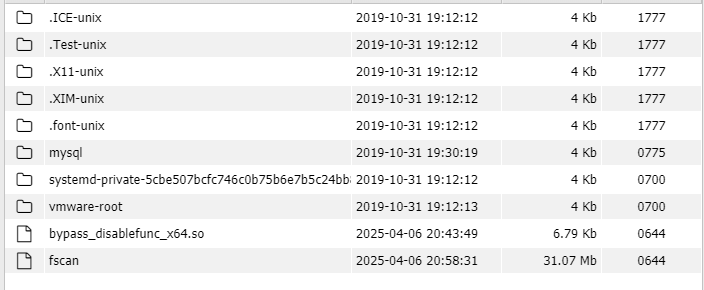 .ICE-unix 2019-10-31 19:12:12 4 Kb 1777
.Test-unix 2019-10-31 19:12:12 4 Kb 1777
.X11-unix 2019-10-31 19:12:12 4 Kb 1777
.XIM-unix 2019-10-31 19:12:12 4 Kb 1777
.font-unix 2019-10-31 19:12:12 4 Kb 1777
mysql 2019-10-31 19:30:19 4 Kb 0775
systemd-private-5cbe507bcfc746c0b75b6e7b5c24bb 2019-10-31 19:12:12 4 Kb 0700
vmware-root 2019-10-31 19:12:13 4 Kb 0700
bypass_disablefunc_x64.so 2025-04-06 20:43:49 6.79 Kb 0644
fscan 2025-04-06 20:58:31 31.07 Mb 0644